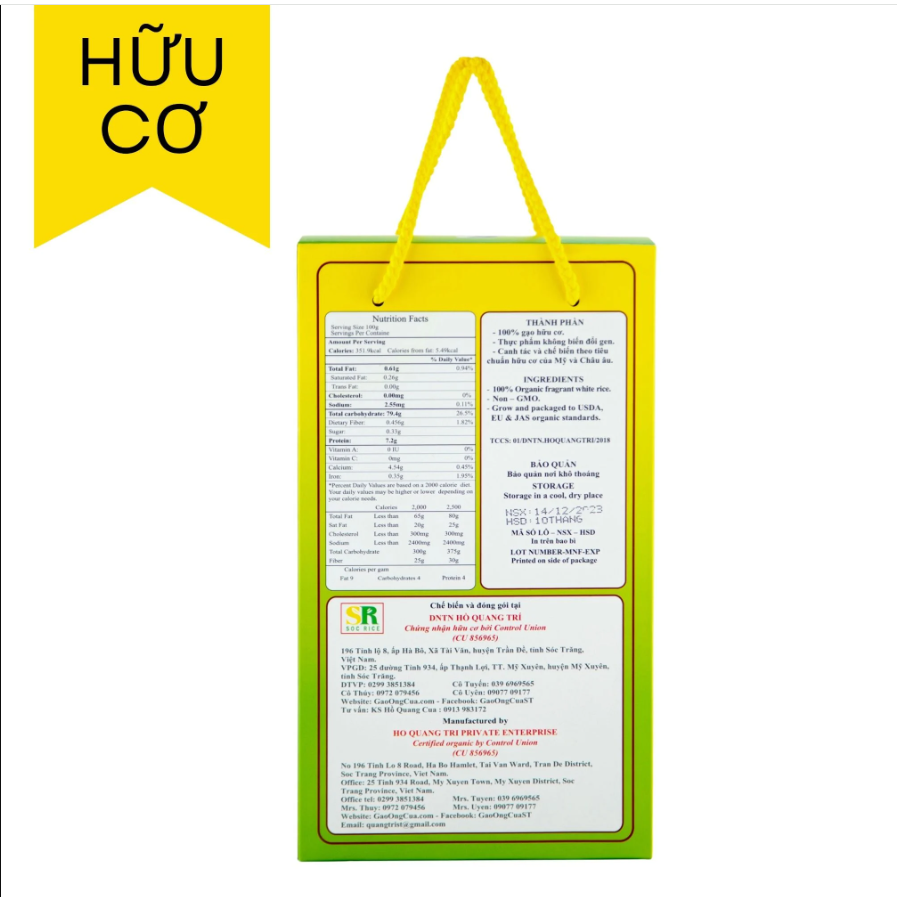 HỮU
CƠ
Nutrition Facts
Serving Size 100g
Servings Per Container
Amount Per Serving
Calories: 351.9kcal Calories from fat: 5.49kcal
% Daily Value*
Total Fat: 0.61g 0.94%
Saturated Fat: 0.20g
Trans Fat: 0.00g
Cholesterol: 0.00mg 0%
Sodium: 2.55mg 0.11%
Total carbohydrate: 79.4g 26.5%
Dietary Fiber: 0.456g 1.82%
Sugar: 0.33g
Protein: 7.2g
Vitamin A: 0 IU 0%
Vitamin C: 0mg 0%
Calcium: 4.54g 0.45%
Iron: 0.35g 1.95%
*Percent Daily Values are based on a 2000 calorie diet.
Your daily values may be higher or lower depending on
your calorie needs.
Calories 2,000 2,500
Total Fat Less than 65g 80g
Sat Fat Less than 20g 25g
Cholesterol Less than 300mg 300mg
Sodium Less than 2400mg 2400mg
Total Carbohydrate 300g 375g
Fiber 25g 30g
Calories per gam
Fat 9 Carbohydrates 4 Protein 4
THÀNH PHẦN
- 100% gạo hữu cơ.
- Thực phẩm không biến đổi gen.
- Canh tác và chế biến theo tiêu
chuẩn hữu cơ của Mỹ và Châu âu.
INGREDIENTS
- 100% Organic fragrant white rice.
- Non – GMO.
- Grow and packaged to USDA,
EU & JAS organic standards.
TCCS: 01/DNTN.HOQUANGTRI/2018
BẢO QUẢN
Bảo quản nơi khô thoáng
STORAGE
Storage in a cool, dry place
NSX:14/12/2023
HSD:10THANG
MÃ SỐ LÔ – NSX – HSD
In trên bao bì
LOT NUMBER-MNF-EXP
Printed on side of package
SR
SOC RICE
Chế biến và đóng gói tại
DNTN HỒ QUANG TRÍ
Chứng nhận hữu cơ bởi Control Union
(CU 856965)
196 Tỉnh lộ 8, ấp Hà Bô, Xã Tài Văn, huyện Trần Đề, tỉnh Sóc Trăng,
Việt Nam.
VPGD: 25 đường Tỉnh 934, ấp Thạnh Lợi, TT. Mỹ Xuyên, huyện Mỹ Xuyên,
tỉnh Sóc Trăng.
ĐTVP: 0299 3851384 Cô Tuyền: 039 6969565
Cô Thúy: 0972 079456 Cô Uyên: 09077 09177
Website: GaoOngCua.com - Facebook: GaoOngCuaST
Tư vấn: KS Hồ Quang Cua : 0913 983172
Manufactured by
HO QUANG TRI PRIVATE ENTERPRISE
Certified organic by Control Union
(CU 856965)
No 196 Tinh Lo 8 Road, Ha Bo Hamlet, Tai Van Ward, Tran De District,
Soc Trang Province, Viet Nam.
Office: 25 Tinh 934 Road, My Xuyen Town, My Xuyen District, Soc
Trang Province, Viet Nam.
Office tel: 0299 3851384 Mrs. Tuyen: 039 6969565
Mrs. Thuy: 0972 079456 Mrs. Uyen: 09077 09177
Website: GaoOngCua.com - Facebook: GaoOngCuaST
Email: quangtrist@gmail.com